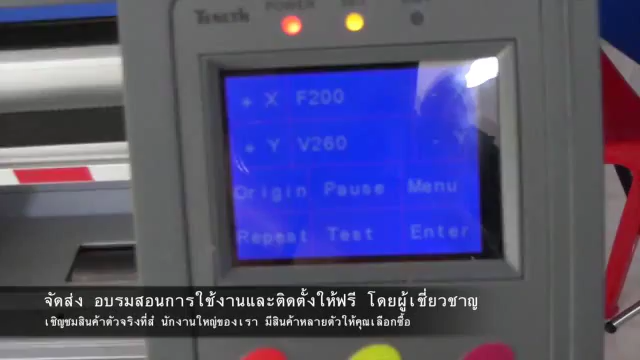 Teneth POWER
+ X F200
+ Y V260 -
Origin Pause Menu
Repeat Test Enter
จัดส่ง อบรมสอนการใช้งานและติดตั้งให้ฟรี โดยผู้เชี่ยวชาญ
เชิญชมสินค้าตัวจริงที่สำนักงานใหญ่ของเรา มีสินค้าหลายตัวให้คุณเลือกซื้อ